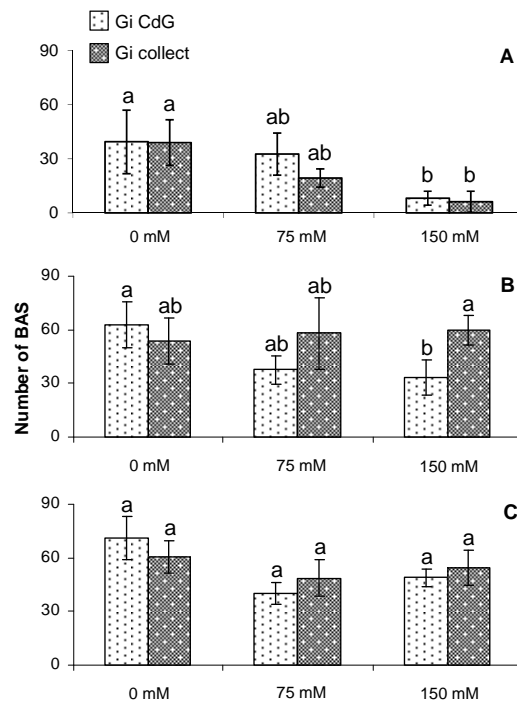 Gi CdG
Gi collect
A
90
60
30
0
a
a
ab
ab
b
b
0 mM
75 mM
150 mM
Number of BAS
B
90
60
30
0
a
ab
ab
ab
b
a
0 mM
75 mM
150 mM
C
90
60
30
0
a
a
a
a
a
a
0 mM
75 mM
150 mM